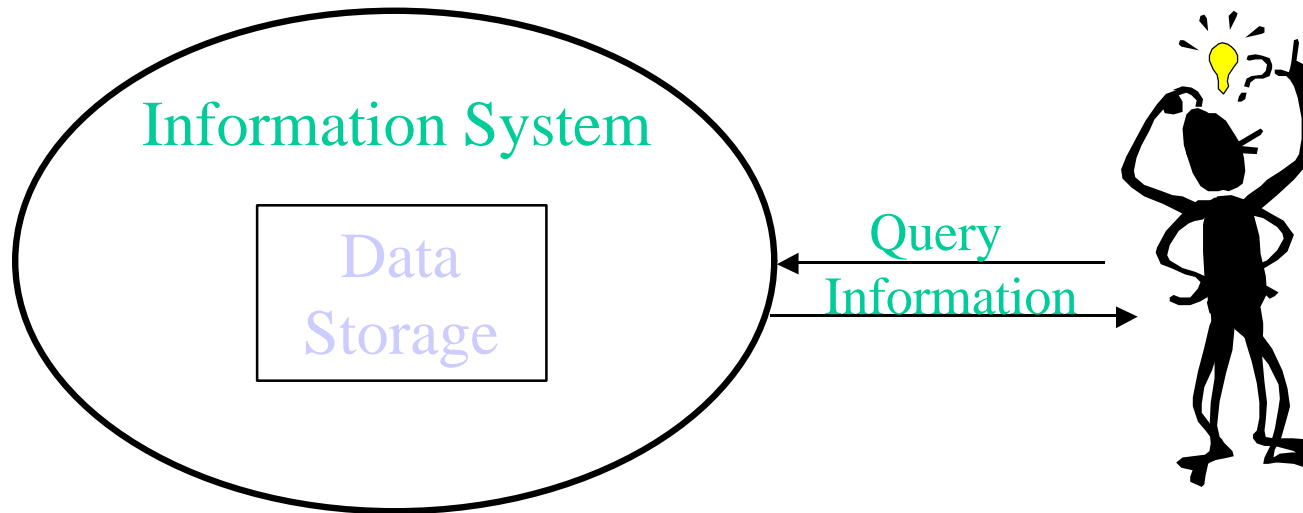 Information System
Data
Storage
Query
Information
?